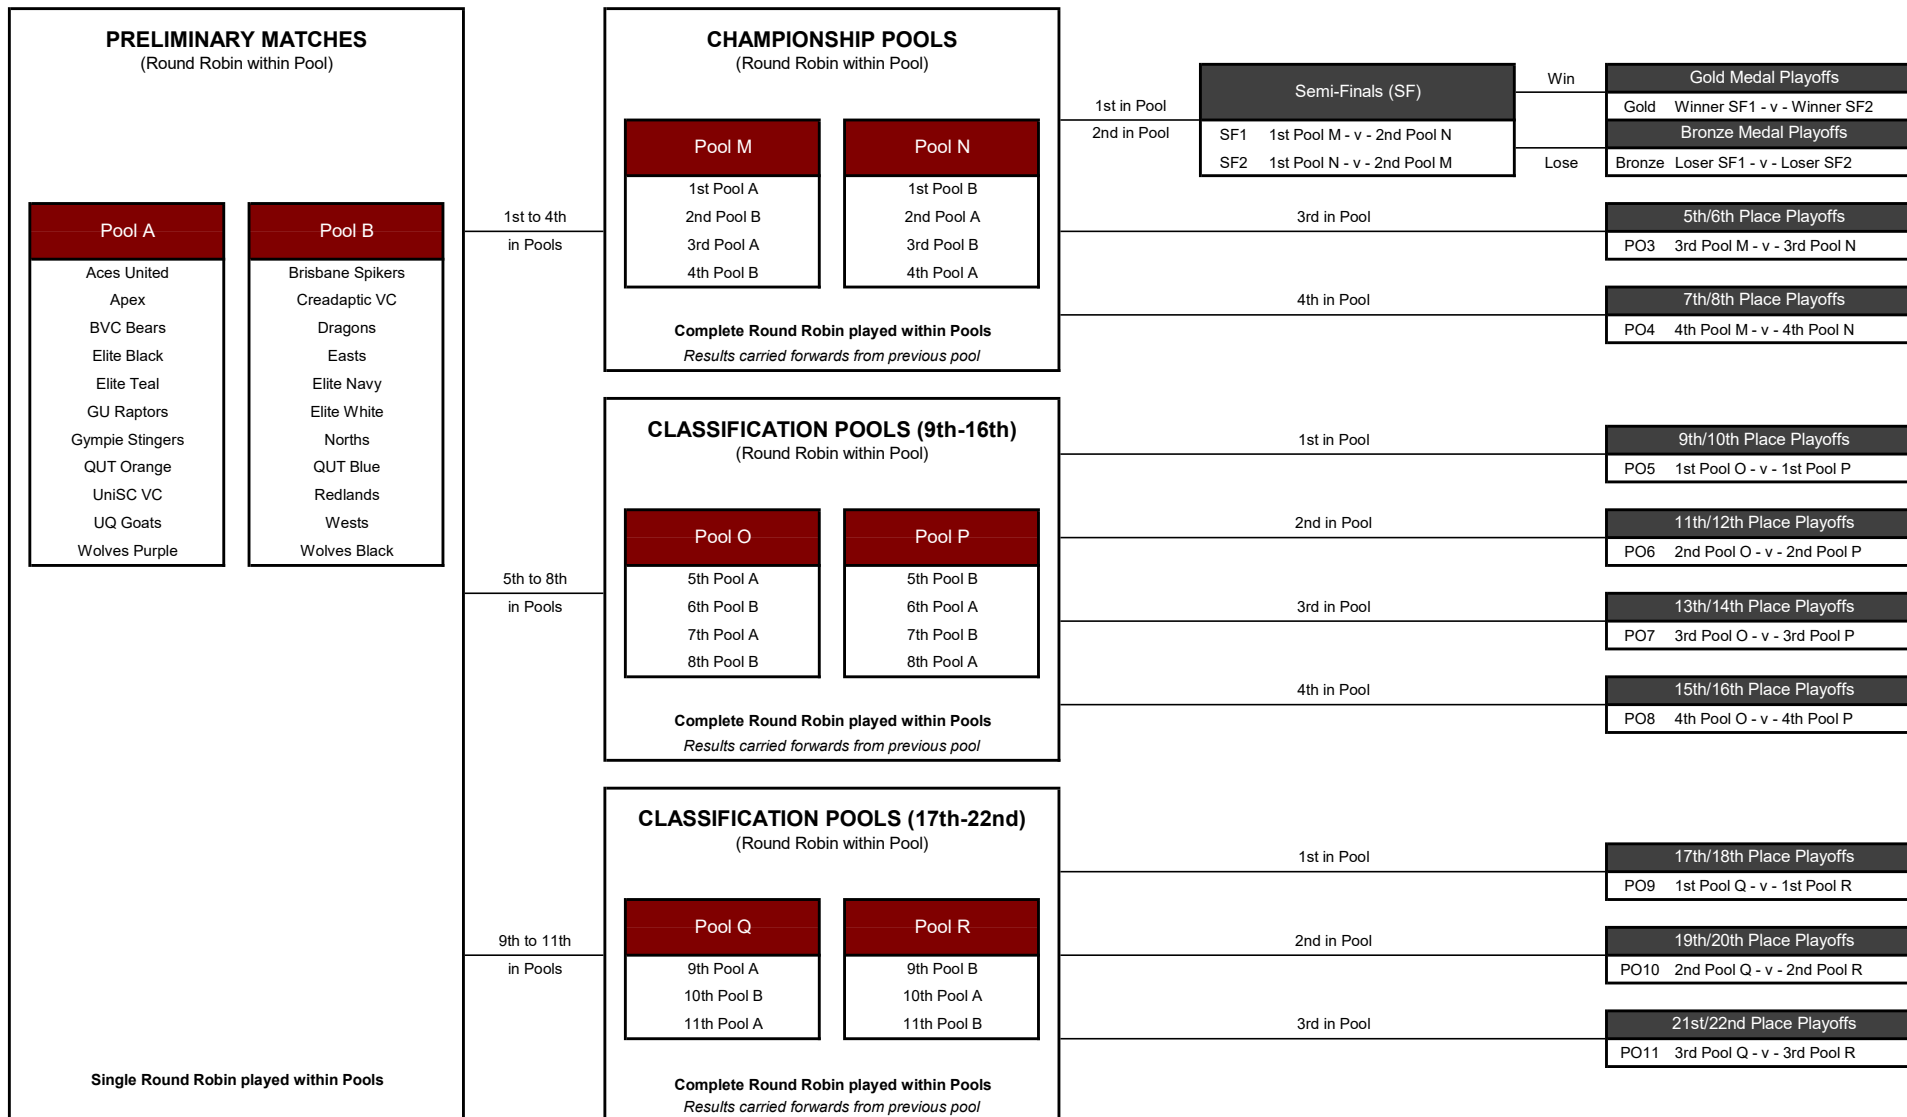 PRELIMINARY MATCHES
(Round Robin within Pool)
Pool A
Aces United
Apex
BVC Bears
Elite Black
Elite Teal
GU Raptors
Gympie Stingers
QUT Orange
UniSC VC
UQ Goats
Wolves Purple
Pool B
Brisbane Spikers
Creadaptic VC
Dragons
Easts
Elite Navy
Elite White
Norths
QUT Blue
Redlands
Wests
Wolves Black
Single Round Robin played within Pools
1st to 4th
in Pools
5th to 8th
in Pools
9th to 11th
in Pools
CHAMPIONSHIP POOLS
(Round Robin within Pool)
Pool M
1st Pool A
2nd Pool B
3rd Pool A
4th Pool B
Pool N
1st Pool B
2nd Pool A
3rd Pool B
4th Pool A
Complete Round Robin played within Pools
Results carried forwards from previous pool
1st in Pool
2nd in Pool
Semi-Finals (SF)
SF1 1st Pool M - v - 2nd Pool N
SF2 1st Pool N - v - 2nd Pool M
Win
Lose
Gold Medal Playoffs
Gold Winner SF1 - v - Winner SF2
Bronze Medal Playoffs
Bronze Loser SF1 - v - Loser SF2
3rd in Pool
5th/6th Place Playoffs
PO3 3rd Pool M - v - 3rd Pool N
4th in Pool
7th/8th Place Playoffs
PO4 4th Pool M - v - 4th Pool N
CLASSIFICATION POOLS (9th-16th)
(Round Robin within Pool)
Pool O
5th Pool A
6th Pool B
7th Pool A
8th Pool B
Pool P
5th Pool B
6th Pool A
7th Pool B
8th Pool A
Complete Round Robin played within Pools
Results carried forwards from previous pool
1st in Pool
9th/10th Place Playoffs
PO5 1st Pool O - v - 1st Pool P
2nd in Pool
11th/12th Place Playoffs
PO6 2nd Pool O - v - 2nd Pool P
3rd in Pool
13th/14th Place Playoffs
PO7 3rd Pool O - v - 3rd Pool P
4th in Pool
15th/16th Place Playoffs
PO8 4th Pool O - v - 4th Pool P
CLASSIFICATION POOLS (17th-22nd)
(Round Robin within Pool)
Pool Q
9th Pool A
10th Pool B
11th Pool A
Pool R
9th Pool B
10th Pool A
11th Pool B
Complete Round Robin played within Pools
Results carried forwards from previous pool
1st in Pool
17th/18th Place Playoffs
PO9 1st Pool Q - v - 1st Pool R
2nd in Pool
19th/20th Place Playoffs
PO10 2nd Pool Q - v - 2nd Pool R
3rd in Pool
21st/22nd Place Playoffs
PO11 3rd Pool Q - v - 3rd Pool R